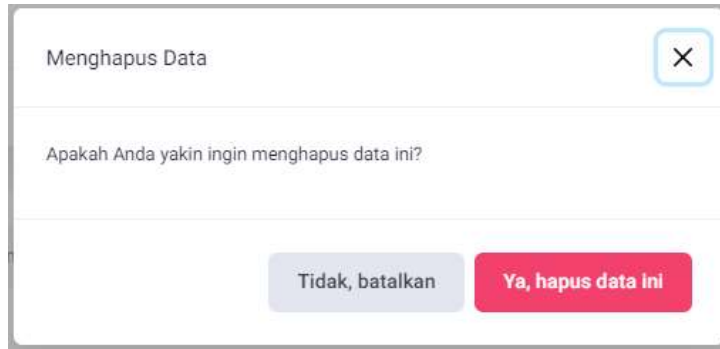 Menghapus Data
Apakah Anda yakin ingin menghapus data ini?
Tidak, batalkan
Ya, hapus data ini